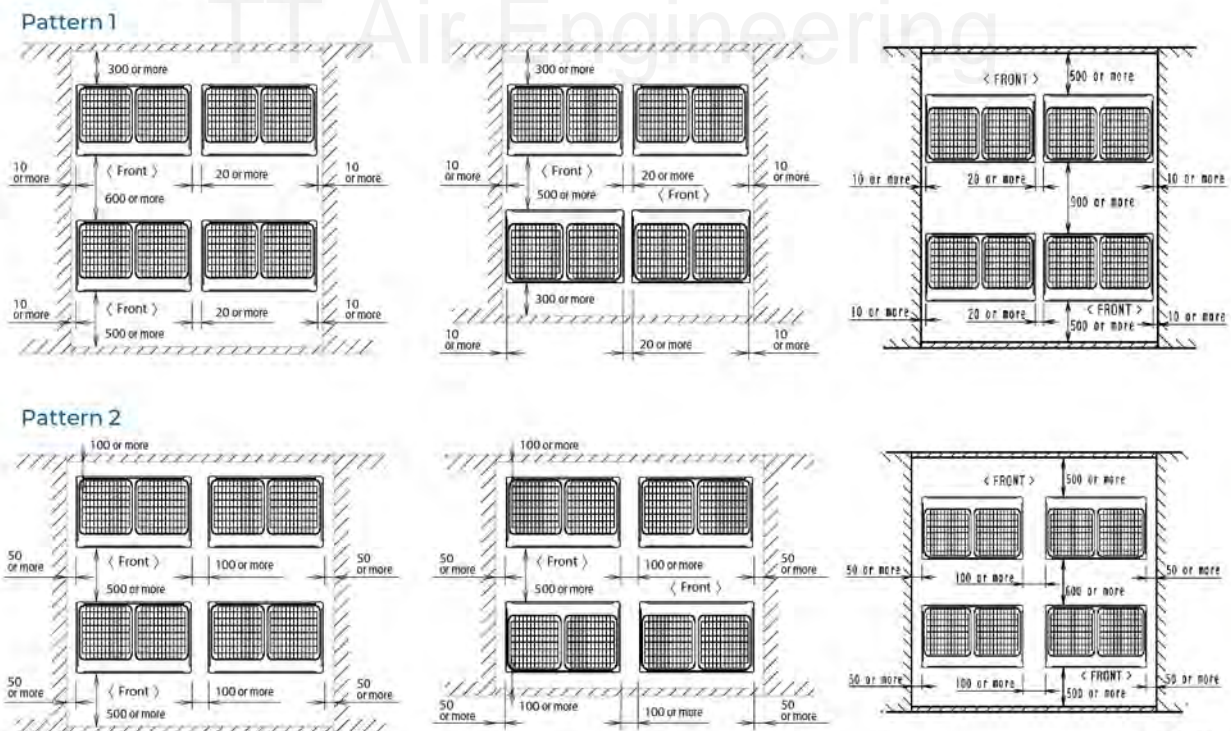 TT Air Engineering
Pattern 1
300 or more
10
or more
‹ Front ›
20 or more
10
or more
600 or more
10
or more
‹ Front ›
20 or more
10
or more
500 or more
300 or more
10
or more
‹ Front ›
20 or more
10
or more
500 or more
‹ Front ›
300 or more
10
or more
20 or more
10
or more
‹ FRONT ›
500 or more
10 or more
20 or more
10 or more
900 or more
10 or more
20 or more
‹ FRONT ›
500 or more
10 or more
Pattern 2
100 or more
50
or more
‹ Front ›
100 or more
50
or more
500 or more
50
or more
‹ Front ›
100 or more
50
or more
500 or more
100 or more
50
or more
‹ Front ›
100 or more
50
or more
500 or more
‹ Front ›
50
or more
100 or more
100 or more
50
or more
‹ FRONT ›
500 or more
50 or more
100 or more
50 or more
600 or more
50 or more
100 or more
‹ FRONT ›
500 or more
50 or more